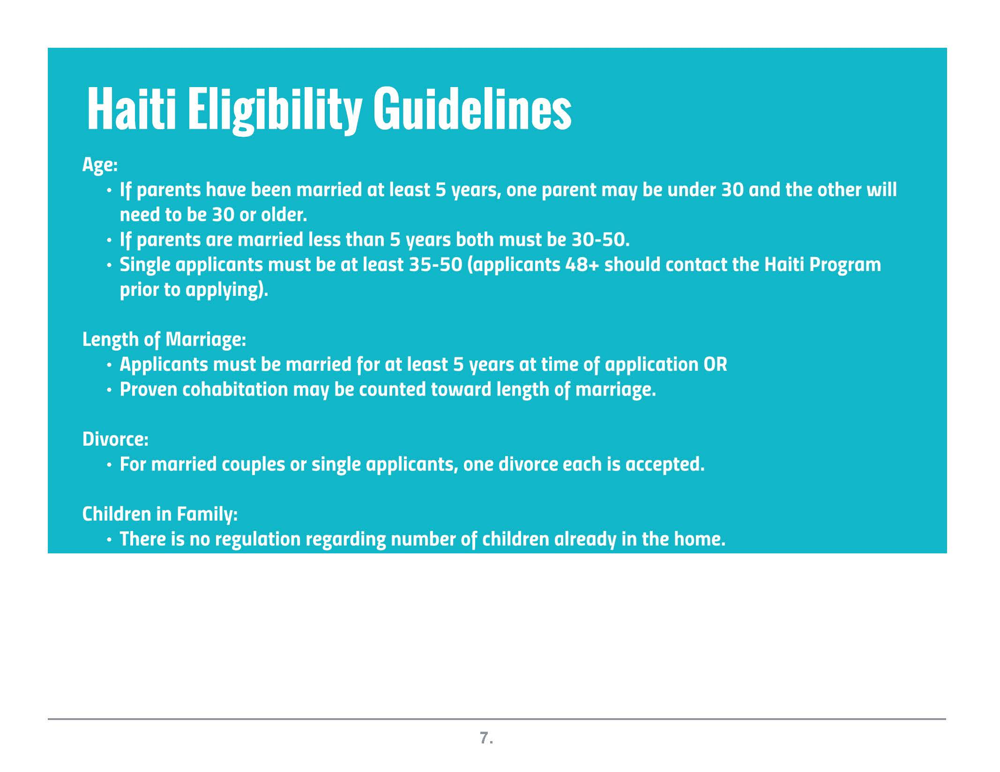 Haiti Eligibility Guidelines
Age:
• If parents have been married at least 5 years, one parent may be under 30 and the other will
need to be 30 or older.
• If parents are married less than 5 years both must be 30-50.
• Single applicants must be at least 35-50 (applicants 48+ should contact the Haiti Program
prior to applying).
Length of Marriage:
• Applicants must be married for at least 5 years at time of application OR
• Proven cohabitation may be counted toward length of marriage.
Divorce:
• For married couples or single applicants, one divorce each is accepted.
Children in Family:
• There is no regulation regarding number of children already in the home.
7.